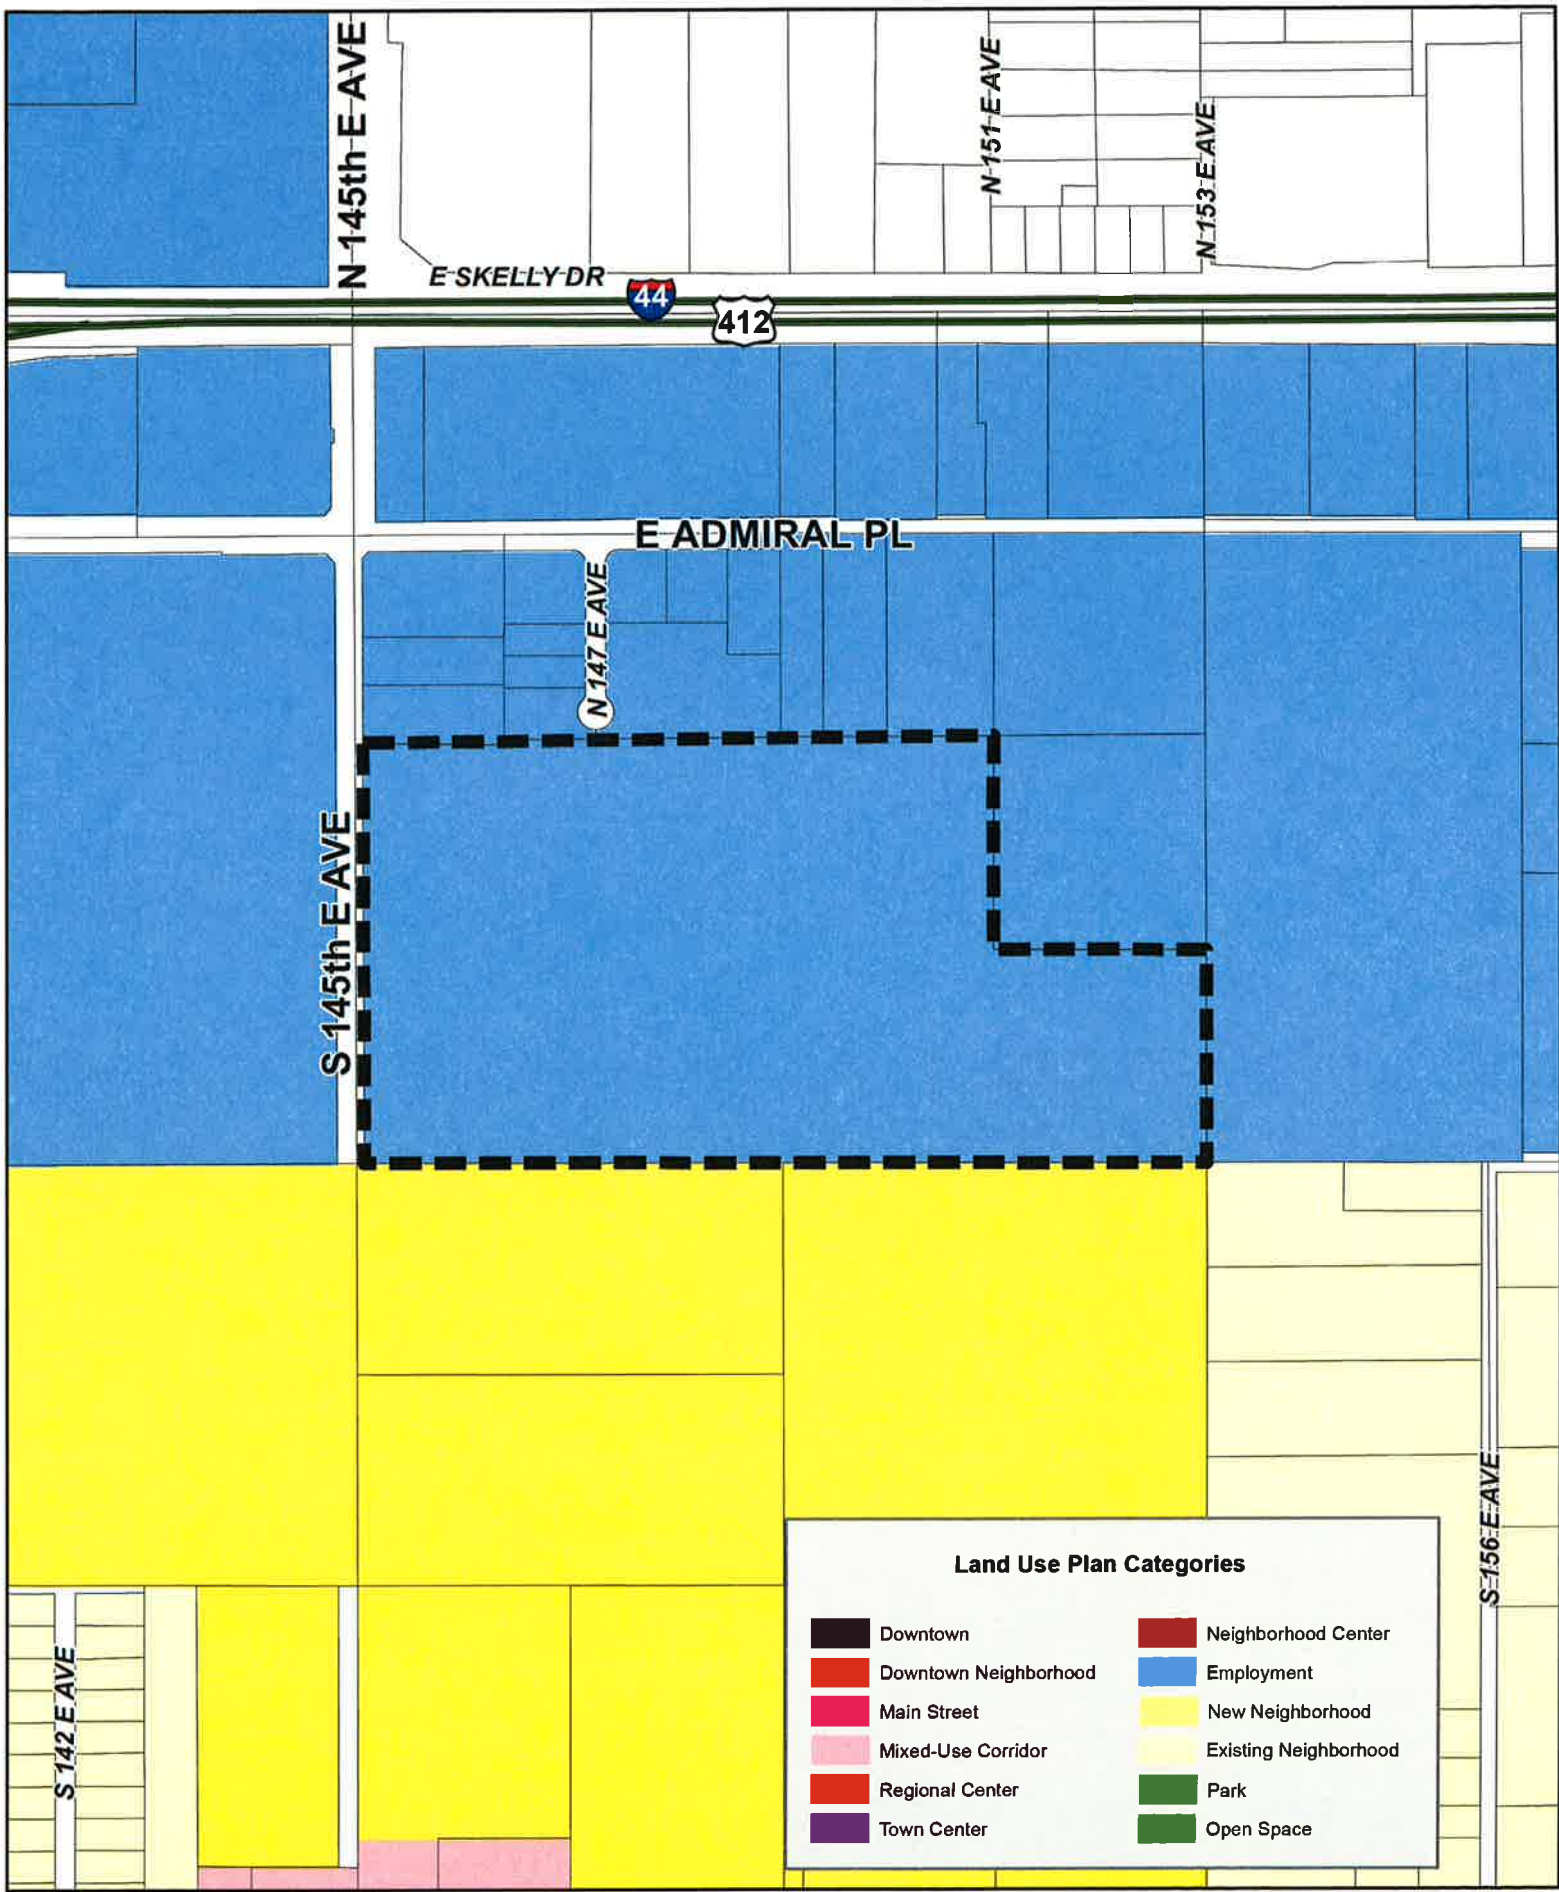 N 145th E AVE
N 151 E AVE
N 153 E AVE
E SKELLY DR
44
412
E ADMIRAL PL
N 147 E AVE
S 145th E AVE
S 156 E AVE
S 142 E AVE
Land Use Plan Categories
Downtown
Downtown Neighborhood
Main Street
Mixed-Use Corridor
Regional Center
Town Center
Neighborhood Center
Employment
New Neighborhood
Existing Neighborhood
Park
Open Space